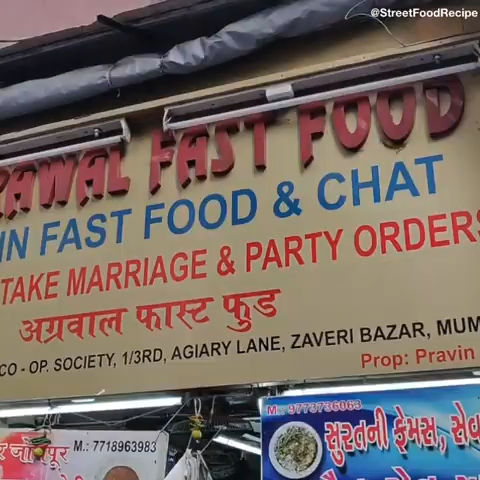 @StreetFoodRecipe
RAWAL FAST FOOD
IN FAST FOOD & CHAT
TAKE MARRIAGE & PARTY ORDERS
अग्रवाल फास्ट फुड
CO - OP. SOCIETY, 1/3RD, AGIARY LANE, ZAVERI BAZAR, MUM
Prop: Pravin
M.: 7718963983
M.: 9773736063
સુરતની ફેમસ, સેવ